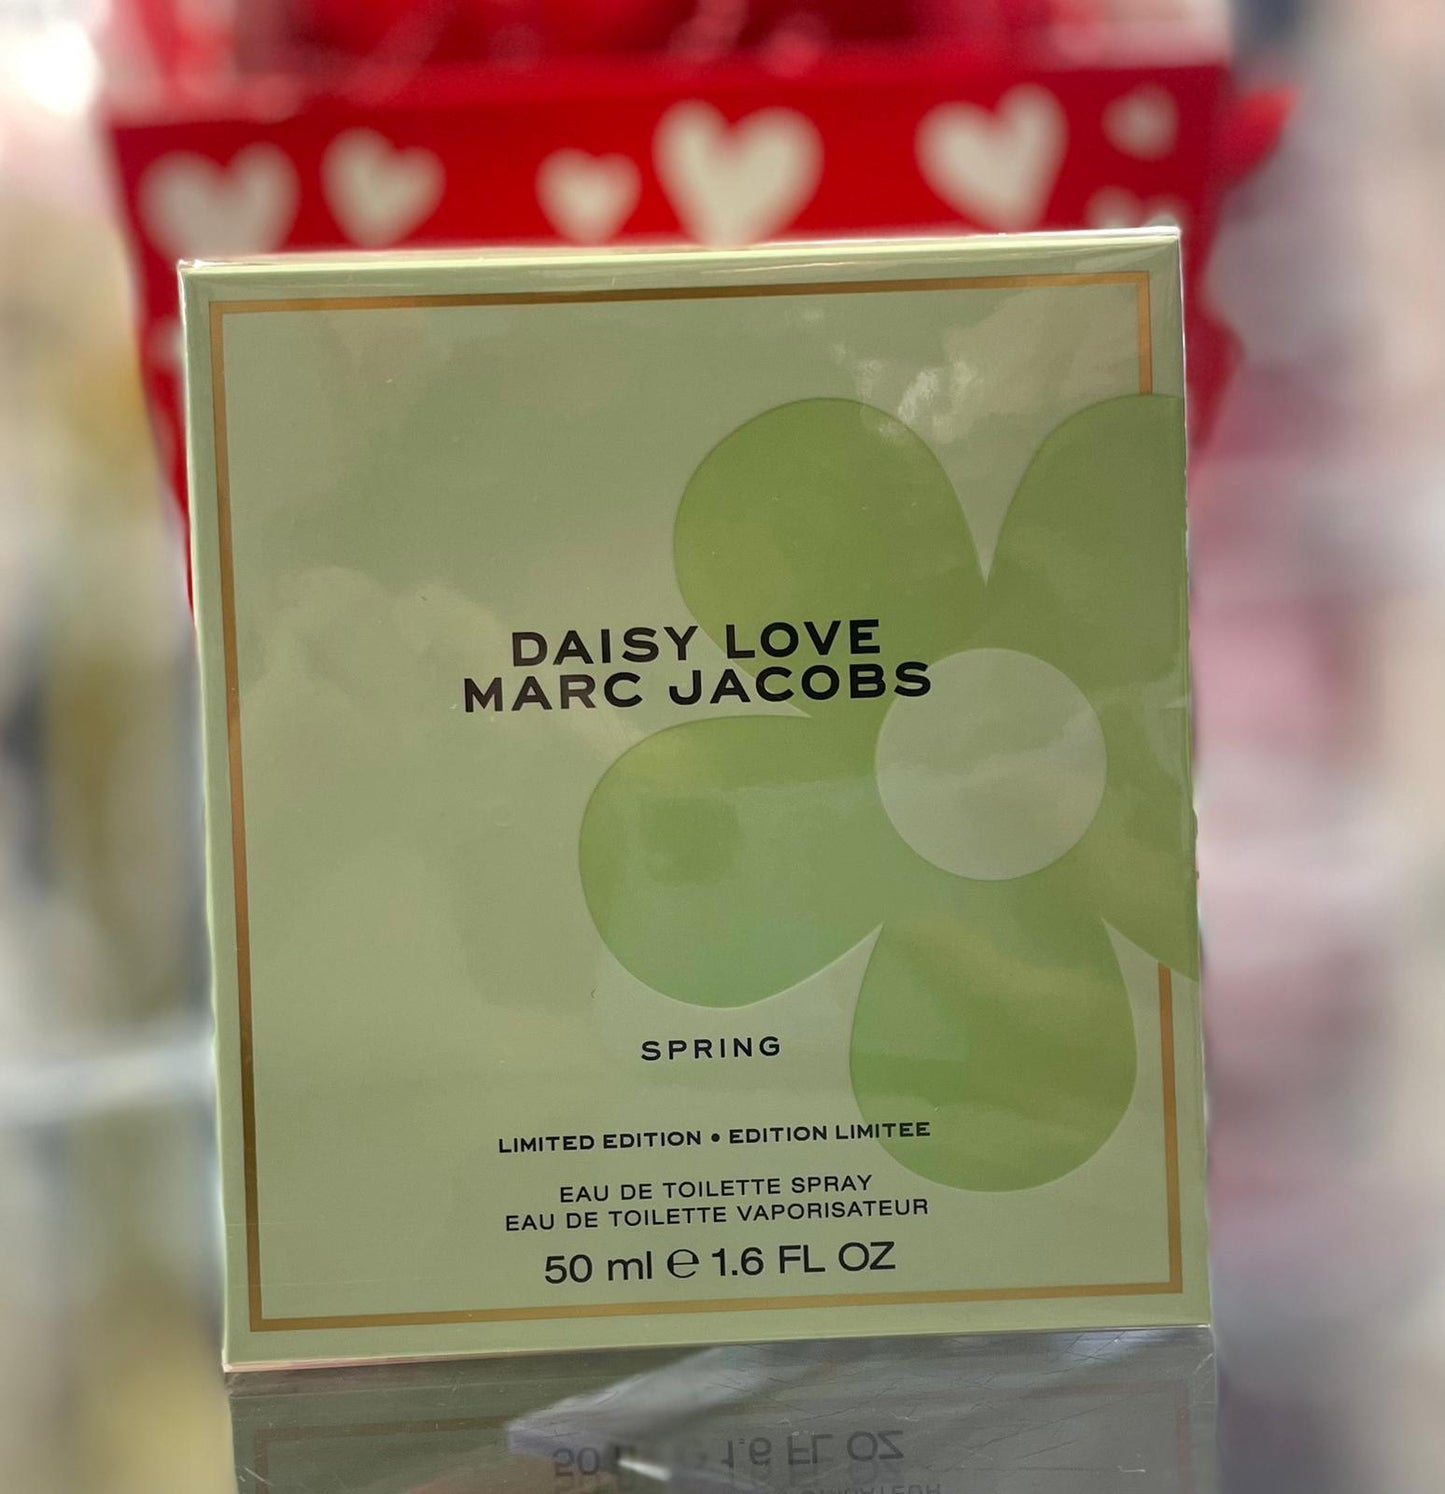 DAISY LOVE
MARC JACOBS
SPRING
LIMITED EDITION • EDITION LIMITEE
EAU DE TOILETTE SPRAY
EAU DE TOILETTE VAPORISATEUR
50 ml ℮ 1.6 FL OZ